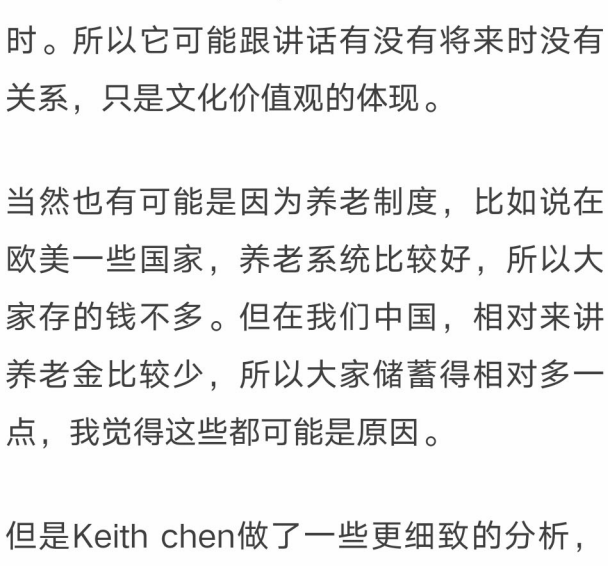 时。所以它可能跟讲话有没有将来时没有
关系，只是文化价值观的体现。
当然也有可能是因为养老制度，比如说在
欧美一些国家，养老系统比较好，所以大
家存的钱不多。但在我们中国，相对来讲
养老金比较少，所以大家储蓄得相对多一
点，我觉得这些都可能是原因。
但是Keith chen做了一些更细致的分析，